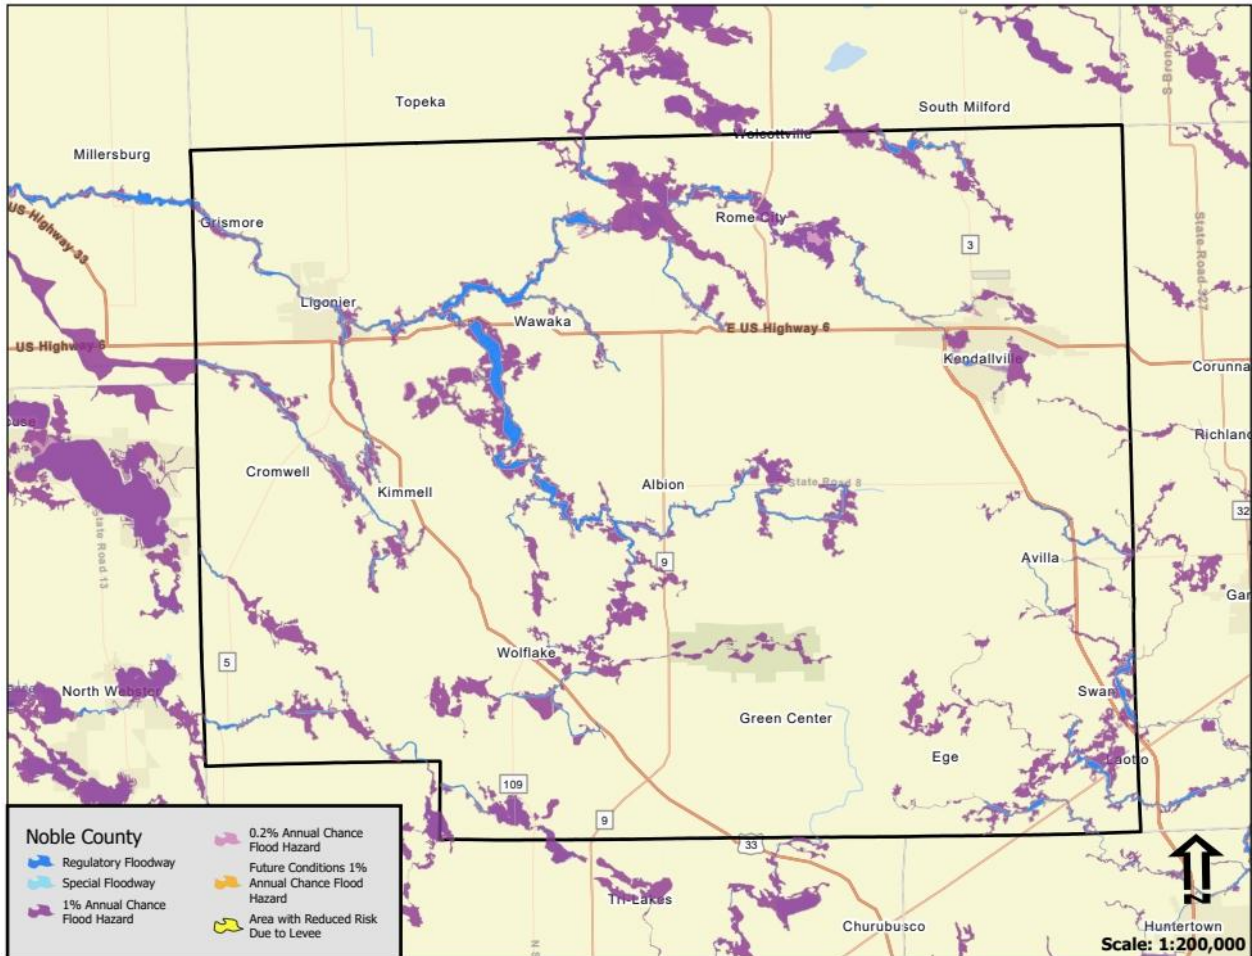 Topeka
South Milford
Wolcottville
Millersburg
US Highway 33
Grismore
Rome City
State Road 327
3
Ligonier
Wawaka
E US Highway 6
US Highway 6
Kendallville
Corunna
Cromwell
Kimmell
Albion
State Road 8
State Road 13
32
9
Avilla
Gar
5
Wolflake
North Webster
Swan
Green Center
Ege
Laotto
109
9
33
Tri-Lakes
Churubusco
Huntertown
N S
N
Noble County
Regulatory Floodway
Special Floodway
1% Annual Chance
Flood Hazard
0.2% Annual Chance
Flood Hazard
Future Conditions 1%
Annual Chance Flood
Hazard
Area with Reduced Risk
Due to Levee
Scale: 1:200,000